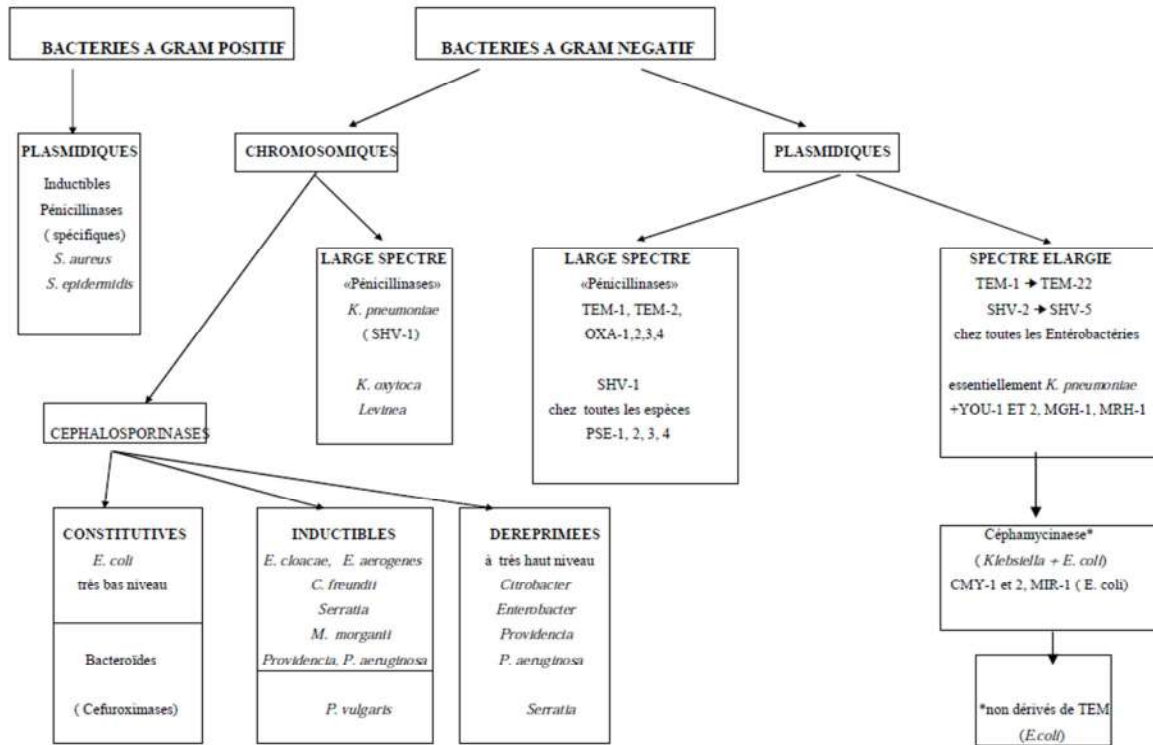 BACTERIES A GRAM POSITIF
BACTERIES A GRAM NEGATIF
PLASMIDIQUES
Inductibles
Pénicillinases
( spécifiques)
S. aureus
S. epidermidis
CHROMOSOMIQUES
PLASMIDIQUES
LARGE SPECTRE
«Pénicillinases»
K. pneumoniae
( SHV-1)
K. oxytoca
Levinea
LARGE SPECTRE
«Pénicillinases»
TEM-1, TEM-2,
OXA-1,2,3,4
SHV-1
chez toutes les espèces
PSE-1, 2, 3, 4
SPECTRE ELARGIE
TEM-1 → TEM-22
SHV-2 → SHV-5
chez toutes les Entérobactéries
essentiellement K. pneumoniae
+YOU-1 ET 2, MGH-1, MRH-1
CEPHALOSPORINASES
CONSTITUTIVES
E. coli
très bas niveau
Bacteroïdes
( Cefuroximases)
INDUCTIBLES
E. cloacae, E. aerogenes
C. freundii
Serratia
M. morganii
Providencia, P. aeruginosa
P. vulgaris
DEREPRIMEES
à très haut niveau
Citrobacter
Enterobacter
Providencia
P. aeruginosa
Serratia
Céphamycinaese*
( Klebsiella + E. coli)
CMY-1 et 2, MIR-1 ( E. coli)
*non dérivés de TEM
(E.coli)